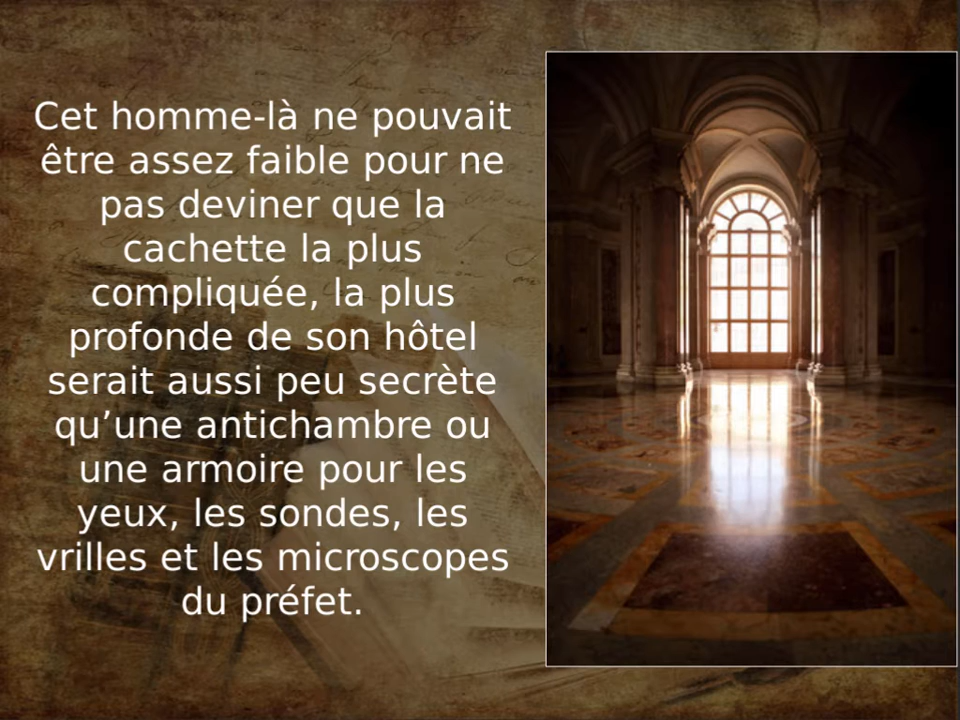 Cet homme-là ne pouvait
être assez faible pour ne
pas deviner que la
cachette la plus
compliquée, la plus
profonde de son hôtel
serait aussi peu secrète
qu’une antichambre ou
une armoire pour les
yeux, les sondes, les
vrilles et les microscopes
du préfet.